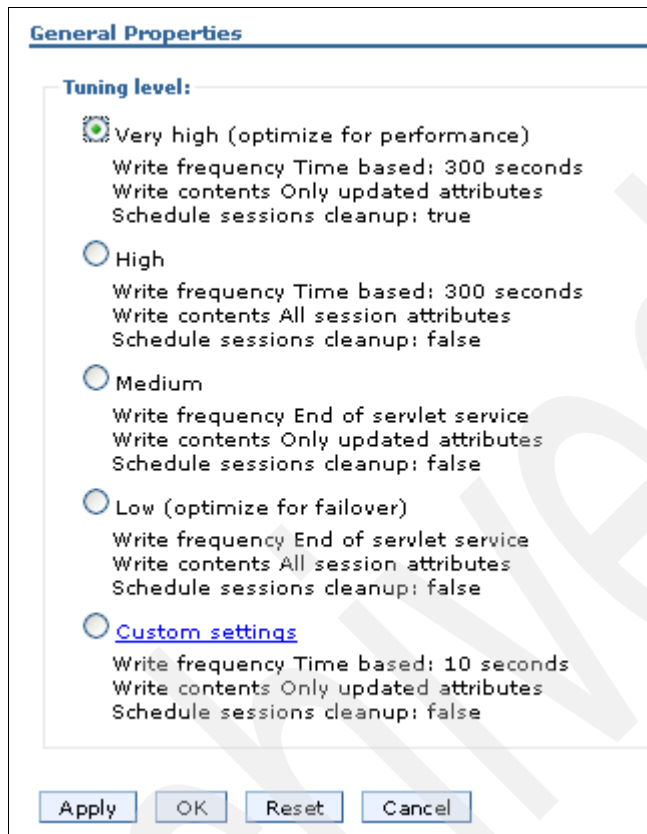 General Properties
Tuning level:
Very high (optimize for performance)
Write frequency Time based: 300 seconds
Write contents Only updated attributes
Schedule sessions cleanup: true
High
Write frequency Time based: 300 seconds
Write contents All session attributes
Schedule sessions cleanup: false
Medium
Write frequency End of servlet service
Write contents Only updated attributes
Schedule sessions cleanup: false
Low (optimize for failover)
Write frequency End of servlet service
Write contents All session attributes
Schedule sessions cleanup: false
Custom settings
Write frequency Time based: 10 seconds
Write contents Only updated attributes
Schedule sessions cleanup: false
Apply OK Reset Cancel